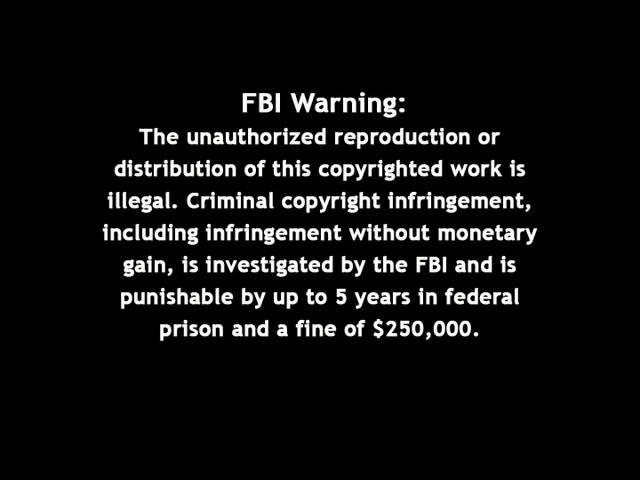 FBI Warning:
The unauthorized reproduction or
distribution of this copyrighted work is
illegal. Criminal copyright infringement,
including infringement without monetary
gain, is investigated by the FBI and is
punishable by up to 5 years in federal
prison and a fine of $250,000.